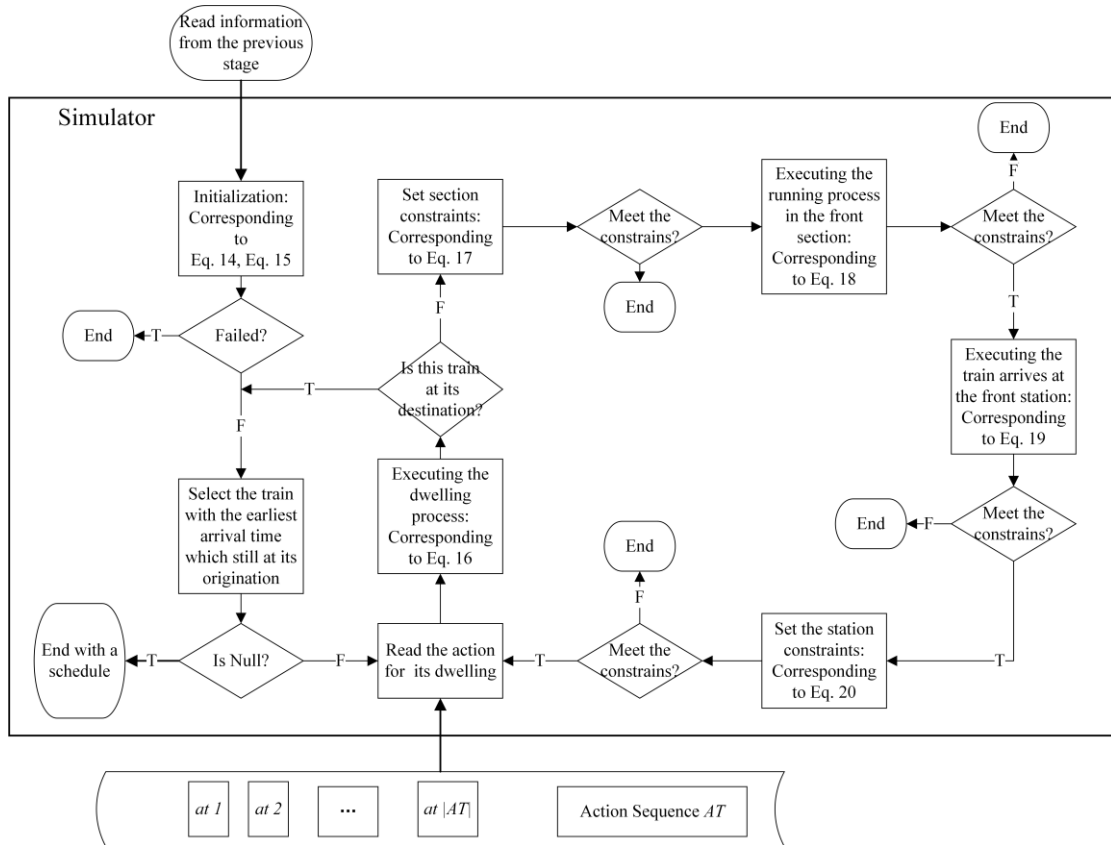 Read information
from the previous
stage
Simulator
Initialization:
Corresponding
to
Eq. 14, Eq. 15
Set section
constraints:
Corresponding
to Eq. 17
Meet the
constrains?
End
Executing the
running process
in the front
section:
Corresponding
to Eq. 18
End
F
Meet the
constrains?
T
End
T
Failed?
F
F
Is this train
at its
destination?
T
Executing the
train arrives at
the front station:
Corresponding
to Eq. 19
Select the train
with the earliest
arrival time
which still at its
origination
Executing the
dwelling
process:
Corresponding
to Eq. 16
End
F
Meet the
constrains?
End
F
End with a
schedule
T
Is Null?
F
Read the action
for its dwelling
T
Meet the
constrains?
Set the station
constraints:
Corresponding
to Eq. 20
T
at 1
at 2
...
at |AT|
Action Sequence AT